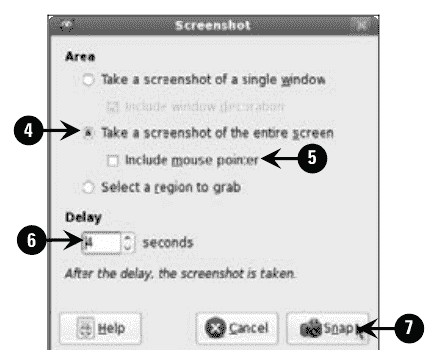 Screenshot
Area
Take a screenshot of a single window
Include window decoration
4 Take a screenshot of the entire screen
Include mouse pointer 5
Select a region to grab
Delay
6 4 seconds
After the delay, the screenshot is taken.
Help Cancel Snap 7